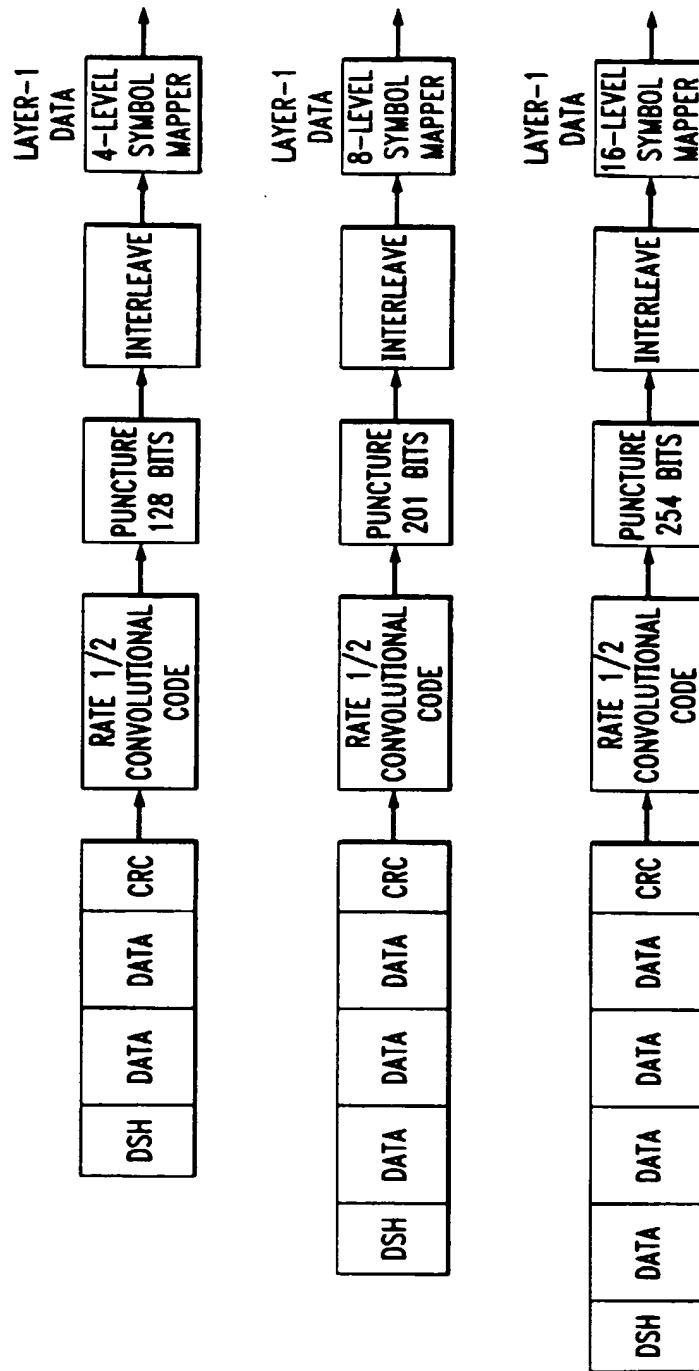 DSH
DATA
DATA
CRC
RATE 1/2
CONVOLUTIONAL
CODE
PUNCTURE
128 BITS
INTERLEAVE
4-LEVEL
SYMBOL
MAPPER
LAYER-1
DATA
DSH
DATA
DATA
DATA
CRC
RATE 1/2
CONVOLUTIONAL
CODE
PUNCTURE
201 BITS
INTERLEAVE
8-LEVEL
SYMBOL
MAPPER
LAYER-1
DATA
DSH
DATA
DATA
DATA
DATA
CRC
RATE 1/2
CONVOLUTIONAL
CODE
PUNCTURE
254 BITS
INTERLEAVE
16-LEVEL
SYMBOL
MAPPER
LAYER-1
DATA